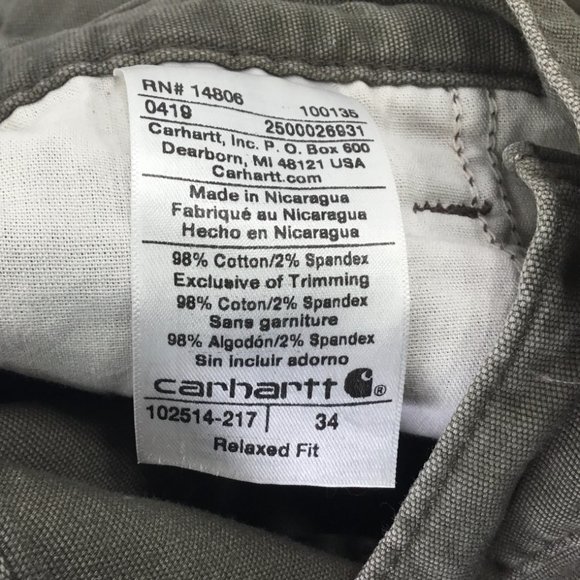 RN# 14806
0419 100135
2500026931
Carhartt, Inc. P. O. Box 600
Dearborn, MI 48121 USA
Carhartt.com
Made in Nicaragua
Fabriqué au Nicaragua
Hecho en Nicaragua
98% Cotton/2% Spandex
Exclusive of Trimming
98% Coton/2% Spandex
Sans garniture
98% Algodón/2% Spandex
Sin incluir adorno
carhartt ®
102514-217 | 34
Relaxed Fit